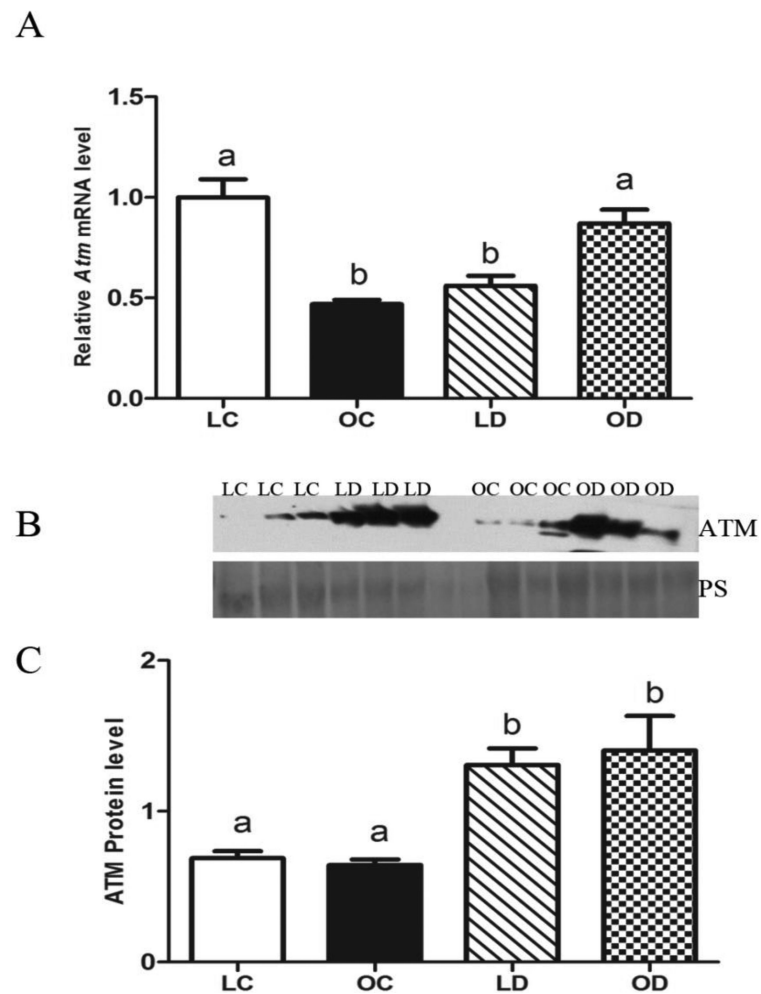 A
Relative Atm mRNA level
1.5
1.0
0.5
0.0
a
b
b
a
LC OC LD OD
B
LC LC LC LD LD LD OC OC OC OD OD OD
ATM
PS
C
ATM Protein level
2
1
0
a
a
b
b
LC OC LD OD